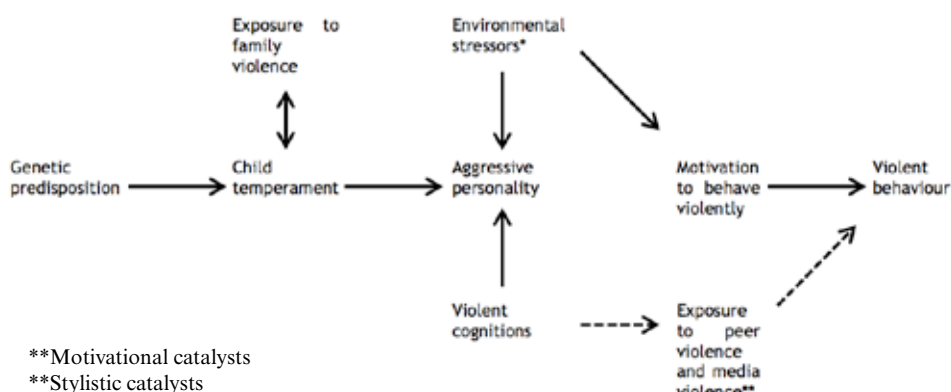 Exposure to
family
violence
Environmental
stressors*
Genetic
predisposition
Child
temperament
Aggressive
personality
Motivation
to behave
violently
Violent
behaviour
Violent
cognitions
Exposure
to peer
violence
and media
violence**
**Motivational catalysts
**Stylistic catalysts